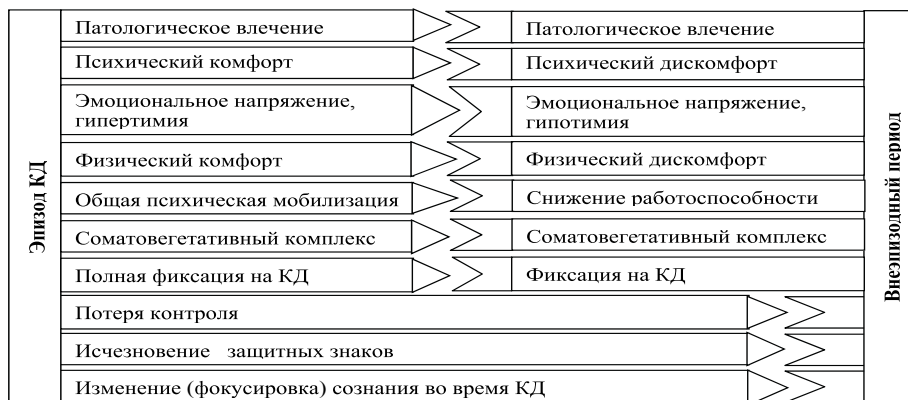 Эпизод КД
Патологическое влечение
Патологическое влечение
Психический комфорт
Психический дискомфорт
Эмоциональное напряжение,
гипертимия
Эмоциональное напряжение,
гипотимия
Физический комфорт
Физический дискомфорт
Общая психическая мобилизация
Снижение работоспособности
Соматовегетативный комплекс
Соматовегетативный комплекс
Полная фиксация на КД
Фиксация на КД
Потеря контроля
Исчезновение защитных знаков
Изменение (фокусировка) сознания во время КД
Внеэпизодный период